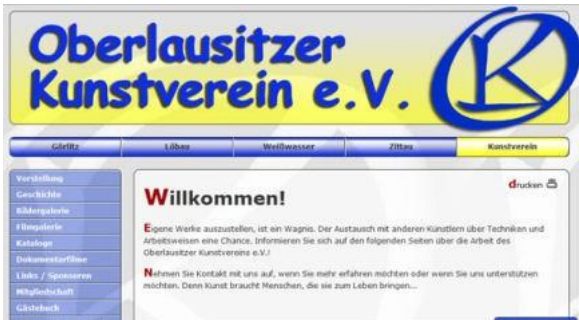 Oberlausitzer
Kunstverein e.V.
Görlitz
Löbau
Weißwasser
Zittau
Kunstverein
Vorstellung
Geschichte
Bildergalerie
Filmgalerie
Kataloge
Dokumentarfilme
Links / Sponsoren
Mitgliedschaft
Gästebuch
drucken
Willkommen!
Eigene Werke auszustellen, ist ein Wagnis. Der Austausch mit anderen Künstlern über Techniken und
Arbeitsweisen eine Chance. Informieren Sie sich auf den folgenden Seiten über die Arbeit des
Oberlausitzer Kunstvereins e.V.!
Nehmen Sie Kontakt mit uns auf, wenn Sie mehr erfahren möchten oder wenn Sie uns unterstützen
möchten. Denn Kunst braucht Menschen, die sie zum Leben bringen...